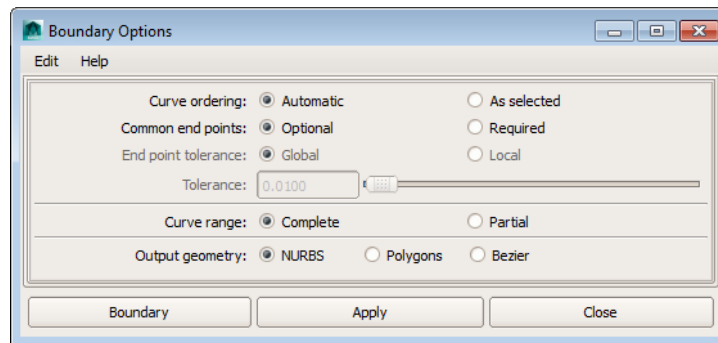 Boundary Options
Edit Help
Curve ordering: Automatic As selected
Common end points: Optional Required
End point tolerance: Global Local
Tolerance: 0.0100
Curve range: Complete Partial
Output geometry: NURBS Polygons Bezier
Boundary Apply Close